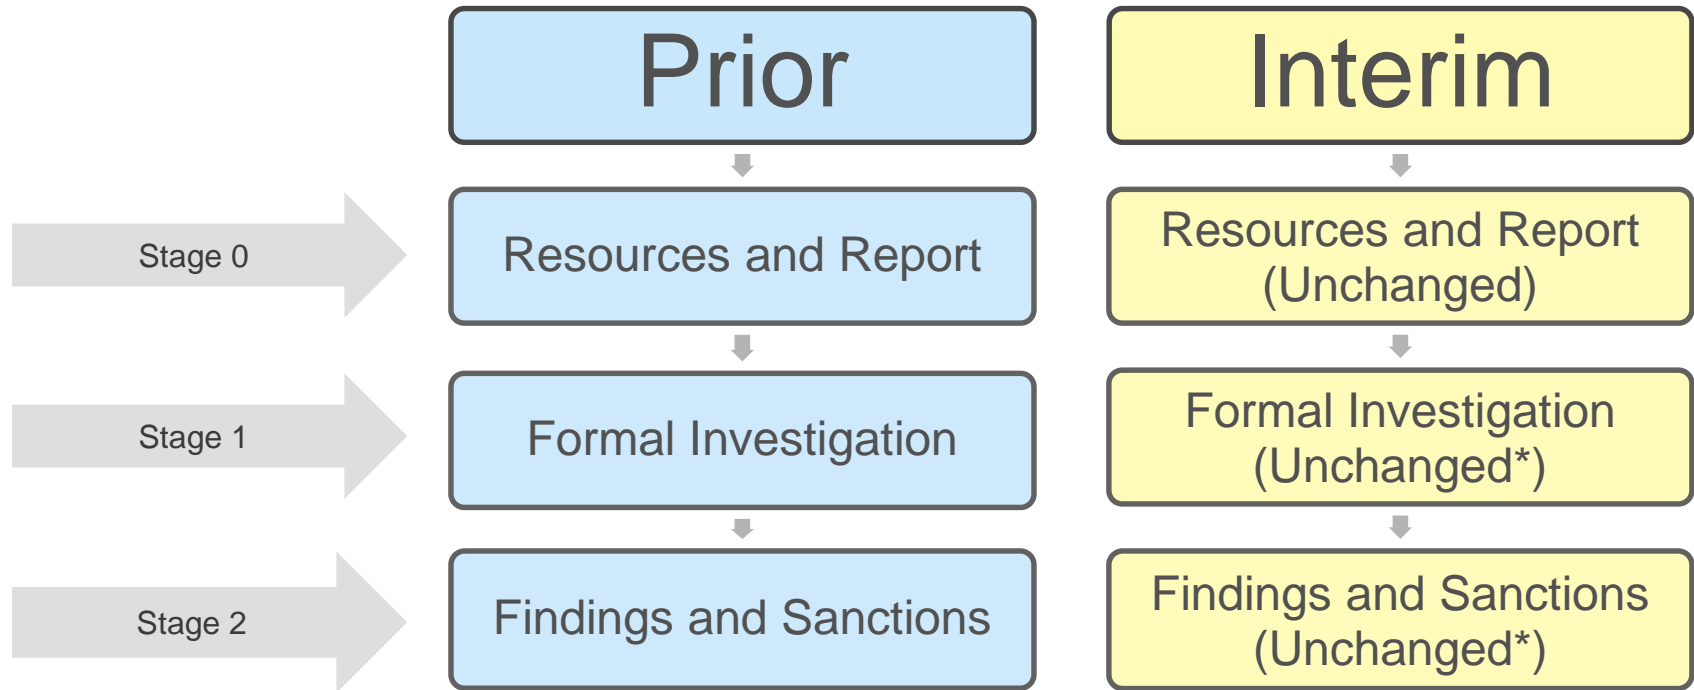 Prior
Interim
Stage 0
Resources and Report
Resources and Report
(Unchanged)
Stage 1
Formal Investigation
Formal Investigation
(Unchanged*)
Stage 2
Findings and Sanctions
Findings and Sanctions
(Unchanged*)